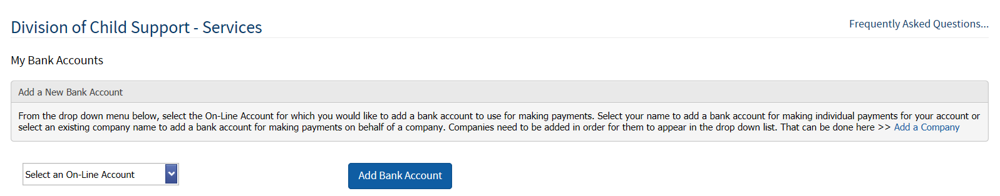 Division of Child Support - Services
Frequently Asked Questions...
My Bank Accounts
Add a New Bank Account
From the drop down menu below, select the On-Line Account for which you would like to add a bank account to use for making payments. Select your name to add a bank account for making individual payments for your account or
select an existing company name to add a bank account for making payments on behalf of a company. Companies need to be added in order for them to appear in the drop down list. That can be done here >> Add a Company
Select an On-Line Account
Add Bank Account